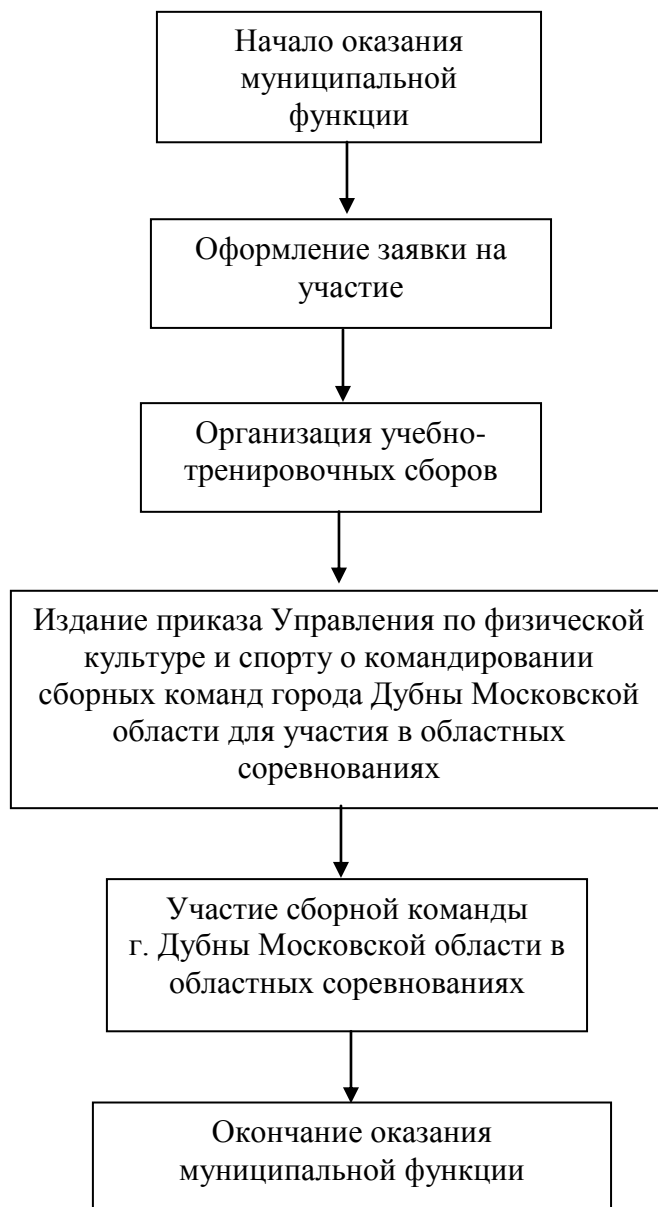 Начало оказания
муниципальной
функции
Оформление заявки на
участие
Организация учебно-
тренировочных сборов
Издание приказа Управления по физической
культуре и спорту о командировании
сборных команд города Дубны Московской
области для участия в областных
соревнованиях
Участие сборной команды
г. Дубны Московской области в
областных соревнованиях
Окончание оказания
муниципальной функции